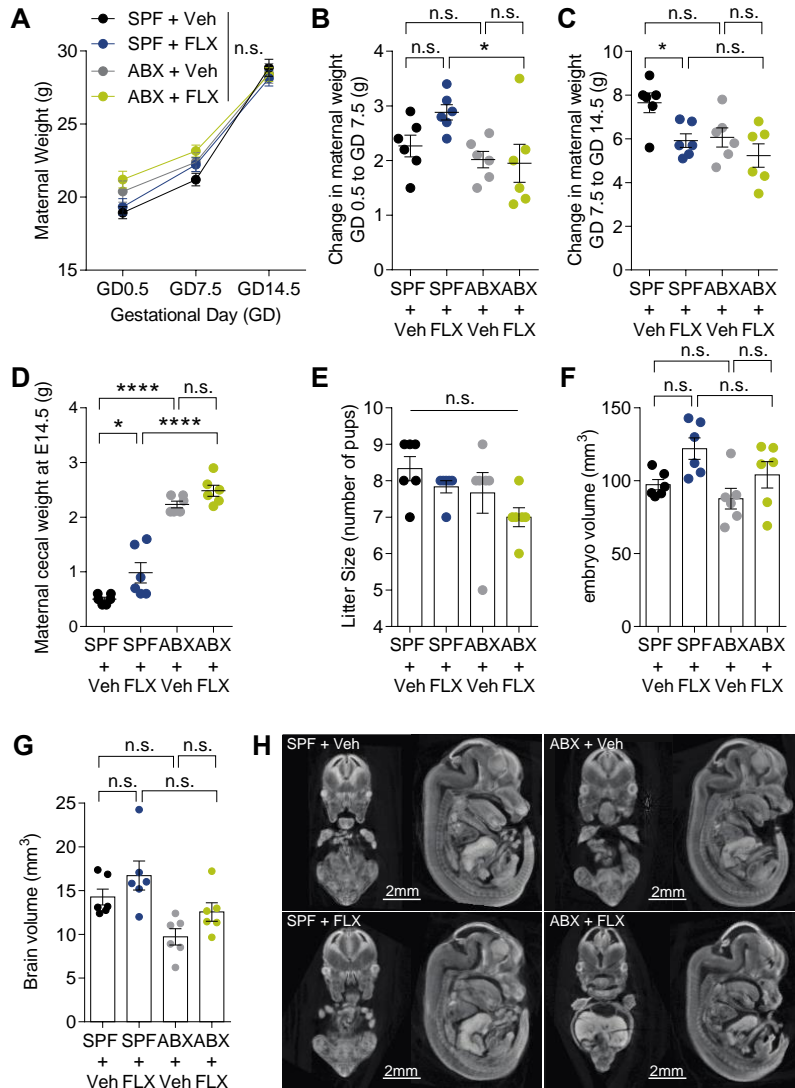 A
SPF + Veh
SPF + FLX
ABX + Veh
ABX + FLX
n.s.
Maternal Weight (g)
30
25
20
15
GD0.5 GD7.5 GD14.5
Gestational Day (GD)
B
n.s.
n.s.
*
Change in maternal weight
GD 0.5 to GD 7.5 (g)
4
3
2
1
0
SPF SPF ABX ABX
+ + + +
Veh FLX Veh FLX
C
n.s.
*
n.s.
Change in maternal weight
GD 7.5 to GD 14.5 (g)
10
8
6
4
2
0
SPF SPF ABX ABX
+ + + +
Veh FLX Veh FLX
D
**** n.s.
* ****
Maternal cecal weight at E14.5 (g)
4
3
2
1
0
SPF SPF ABX ABX
+ + + +
Veh FLX Veh FLX
E
n.s.
Litter Size (number of pups)
10
9
8
7
6
5
4
SPF SPF ABX ABX
+ + + +
Veh FLX Veh FLX
F
n.s. n.s.
n.s. n.s.
embryo volume (mm³)
150
100
50
0
SPF SPF ABX ABX
+ + + +
Veh FLX Veh FLX
G
n.s. n.s.
n.s. n.s.
Brain volume (mm³)
25
20
15
10
5
0
SPF SPF ABX ABX
+ + + +
Veh FLX Veh FLX
H
SPF + Veh
2mm
ABX + Veh
2mm
SPF + FLX
2mm
ABX + FLX
2mm